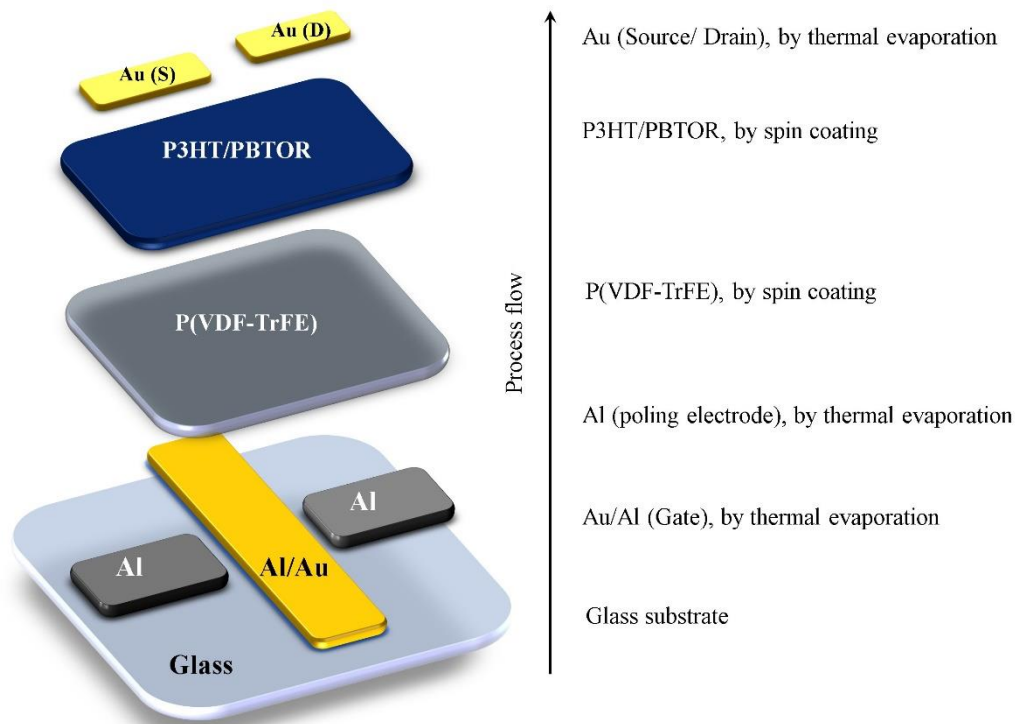 Au (D)
Au (S)
P3HT/PBTOR
P(VDF-TrFE)
Al
Al
Al/Au
Glass
Process flow
Au (Source/ Drain), by thermal evaporation
P3HT/PBTOR, by spin coating
P(VDF-TrFE), by spin coating
Al (poling electrode), by thermal evaporation
Au/Al (Gate), by thermal evaporation
Glass substrate